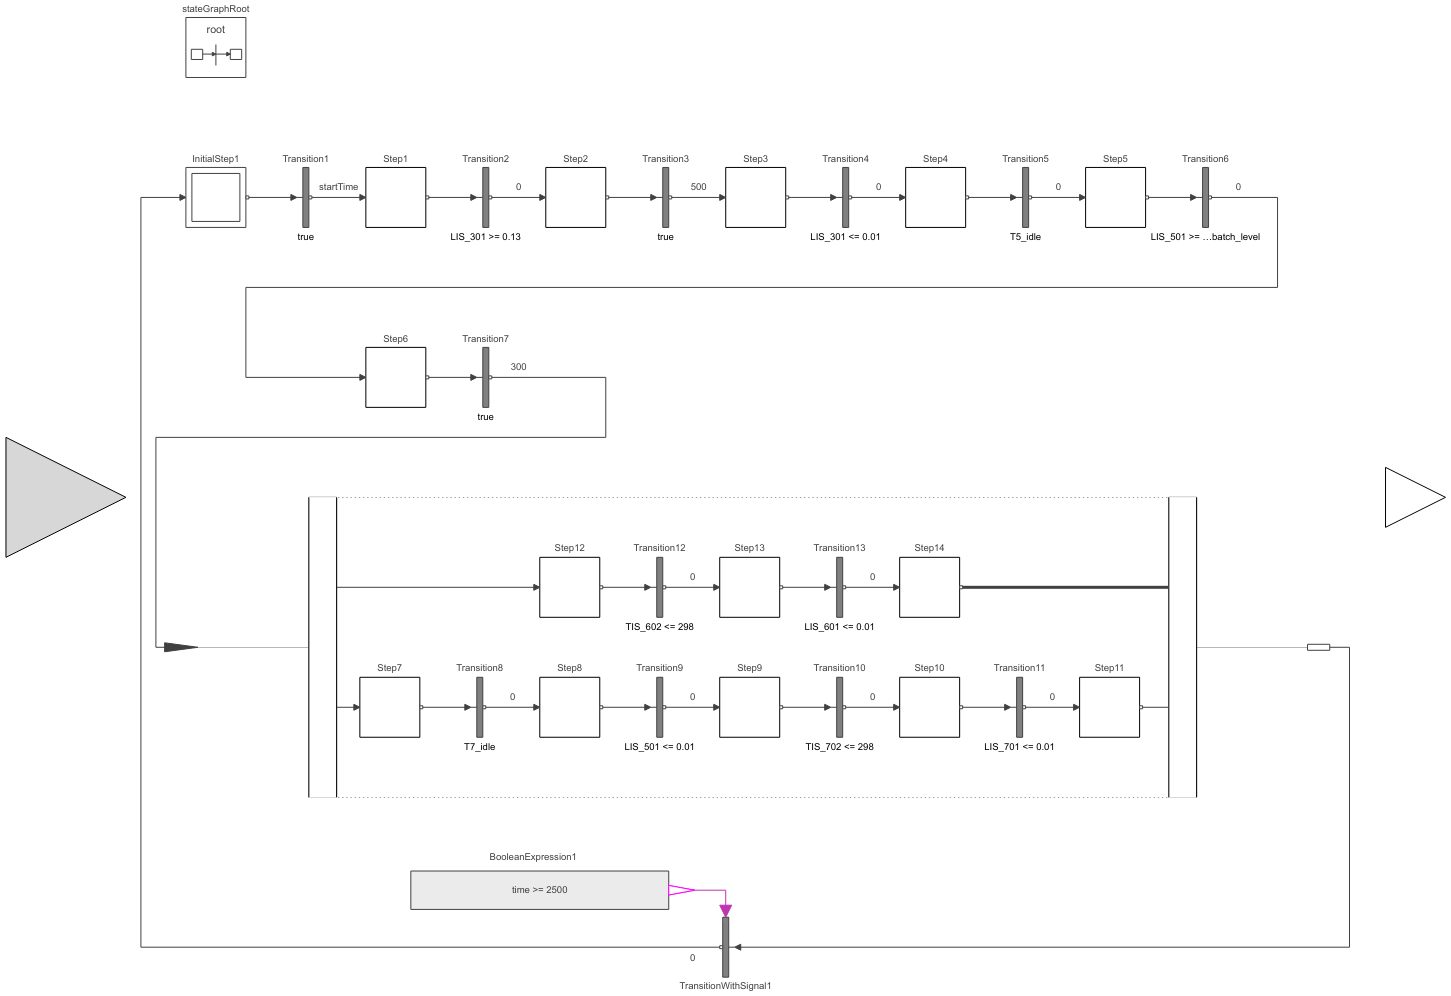 stateGraphRoot
root
InitialStep1
Transition1
Step1
Transition2
Step2
Transition3
Step3
Transition4
Step4
Transition5
Step5
Transition6
startTime
0
500
0
0
0
true
LIS_301 >= 0.13
true
LIS_301 <= 0.01
T5_idle
LIS_501 >= ...batch_level
Step6
Transition7
300
true
Step12
Transition12
Step13
Transition13
Step14
0
0
TIS_602 <= 298
LIS_601 <= 0.01
Step7
Transition8
Step8
Transition9
Step9
Transition10
Step10
Transition11
Step11
0
0
0
0
T7_idle
LIS_501 <= 0.01
TIS_702 <= 298
LIS_701 <= 0.01
BooleanExpression1
time >= 2500
0
TransitionWithSignal1